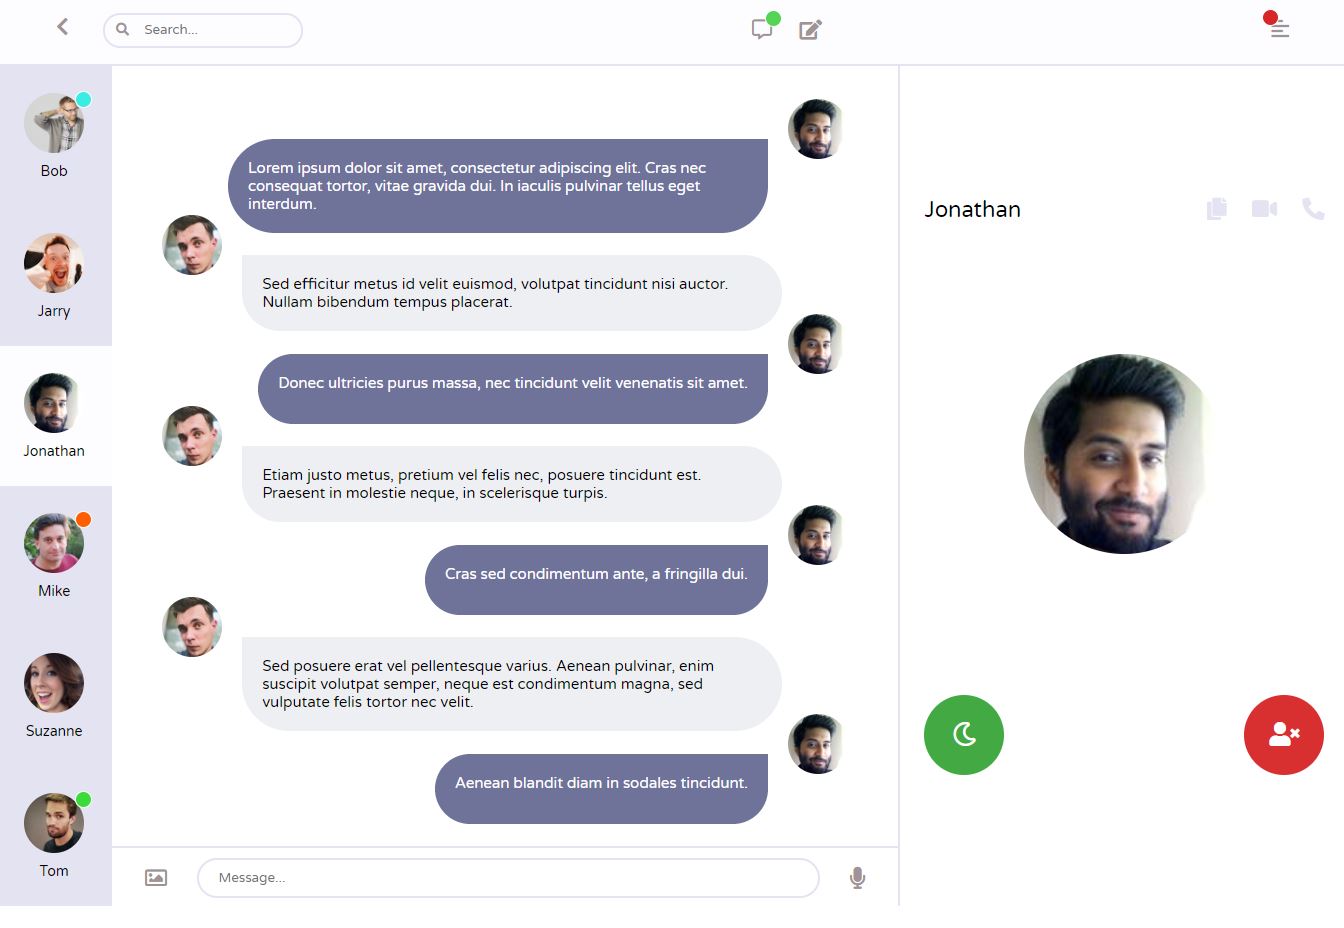 Search...
Bob
Jarry
Jonathan
Mike
Suzanne
Tom
Lorem ipsum dolor sit amet, consectetur adipiscing elit. Cras nec
consequat tortor, vitae gravida dui. In iaculis pulvinar tellus eget
interdum.
Sed efficitur metus id velit euismod, volutpat tincidunt nisi auctor.
Nullam bibendum tempus placerat.
Donec ultricies purus massa, nec tincidunt velit venenatis sit amet.
Etiam justo metus, pretium vel felis nec, posuere tincidunt est.
Praesent in molestie neque, in scelerisque turpis.
Cras sed condimentum ante, a fringilla dui.
Sed posuere erat vel pellentesque varius. Aenean pulvinar, enim
suscipit volutpat semper, neque est condimentum magna, sed
vulputate felis tortor nec velit.
Aenean blandit diam in sodales tincidunt.
Message...
Jonathan